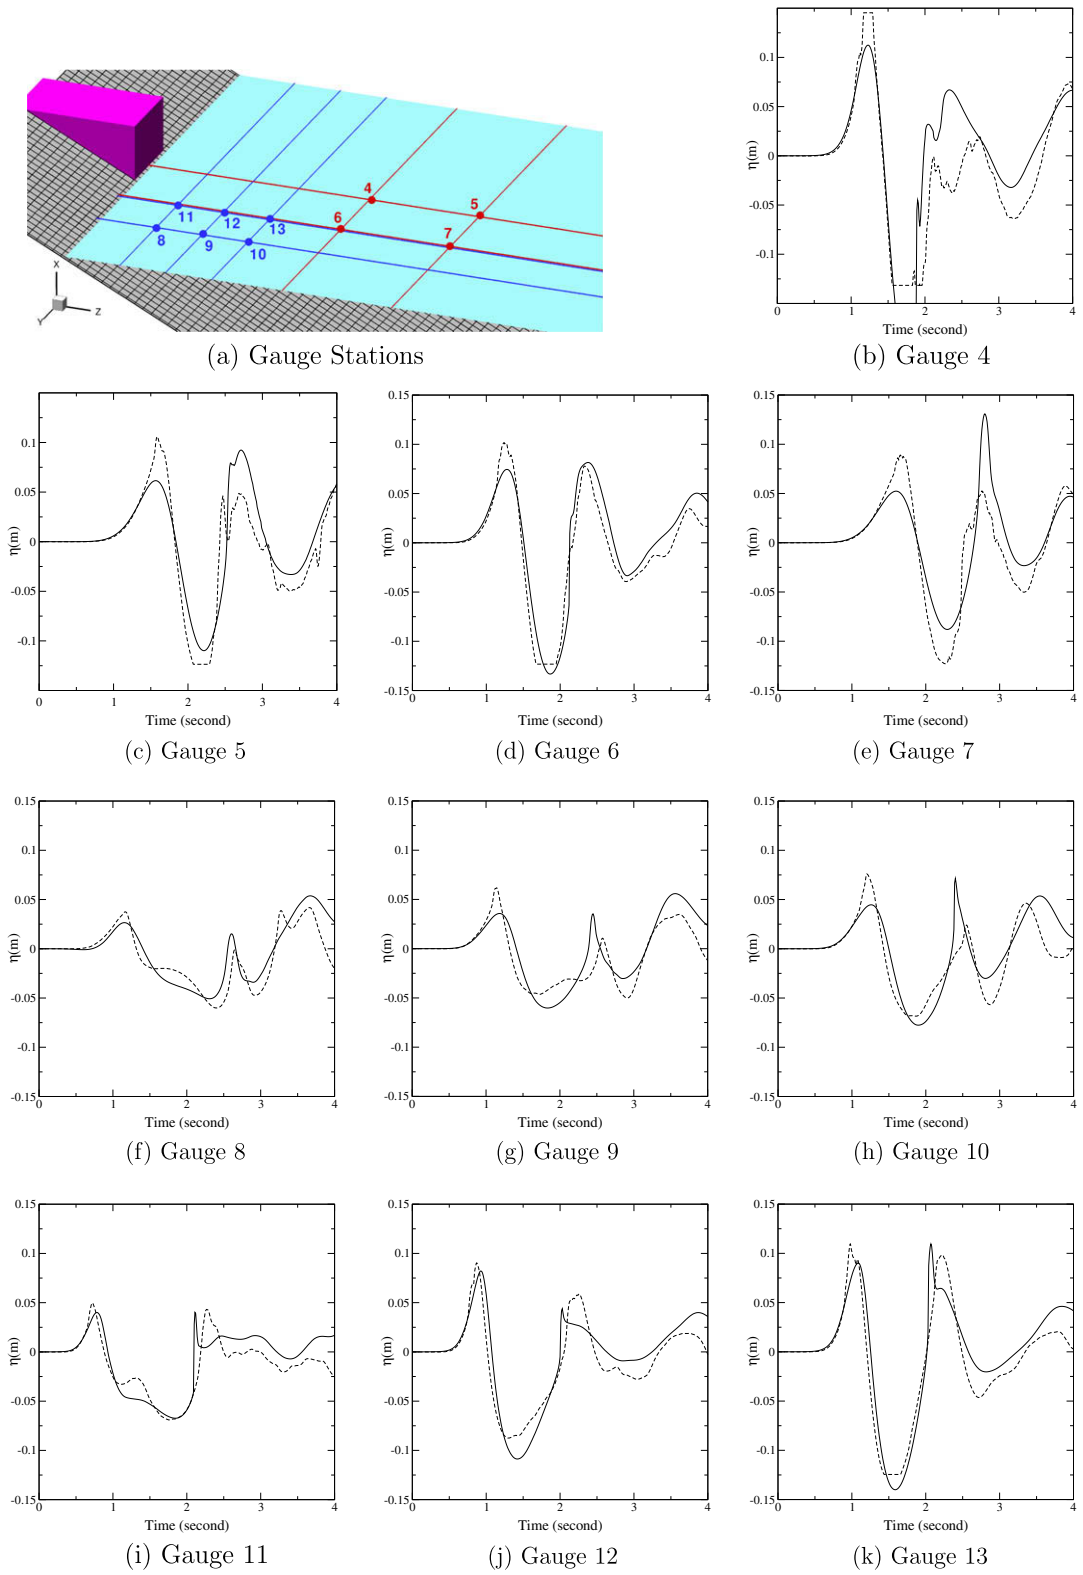 4
5
6
7
11
12
13
8
9
10
X
Y
Z
(a) Gauge Stations
0.1
0.05
0
-0.05
-0.1
η(m)
0 1 2 3 4
Time (second)
(b) Gauge 4
0.1
0.05
0
-0.05
-0.1
η(m)
0 1 2 3 4
Time (second)
(c) Gauge 5
0.15
0.1
0.05
0
-0.05
-0.1
-0.15
η(m)
0 1 2 3 4
Time (second)
(d) Gauge 6
0.15
0.1
0.05
0
-0.05
-0.1
-0.15
η(m)
0 1 2 3 4
Time (second)
(e) Gauge 7
0.15
0.1
0.05
0
-0.05
-0.1
-0.15
η(m)
0 1 2 3 4
Time (second)
(f) Gauge 8
0.15
0.1
0.05
0
-0.05
-0.1
-0.15
η(m)
0 1 2 3 4
Time (second)
(g) Gauge 9
0.15
0.1
0.05
0
-0.05
-0.1
-0.15
η(m)
0 1 2 3 4
Time (second)
(h) Gauge 10
0.15
0.1
0.05
0
-0.05
-0.1
-0.15
η(m)
0 1 2 3 4
Time (second)
(i) Gauge 11
0.15
0.1
0.05
0
-0.05
-0.1
-0.15
η(m)
0 1 2 3 4
Time (second)
(j) Gauge 12
0.15
0.1
0.05
0
-0.05
-0.1
-0.15
η(m)
0 1 2 3 4
Time (second)
(k) Gauge 13